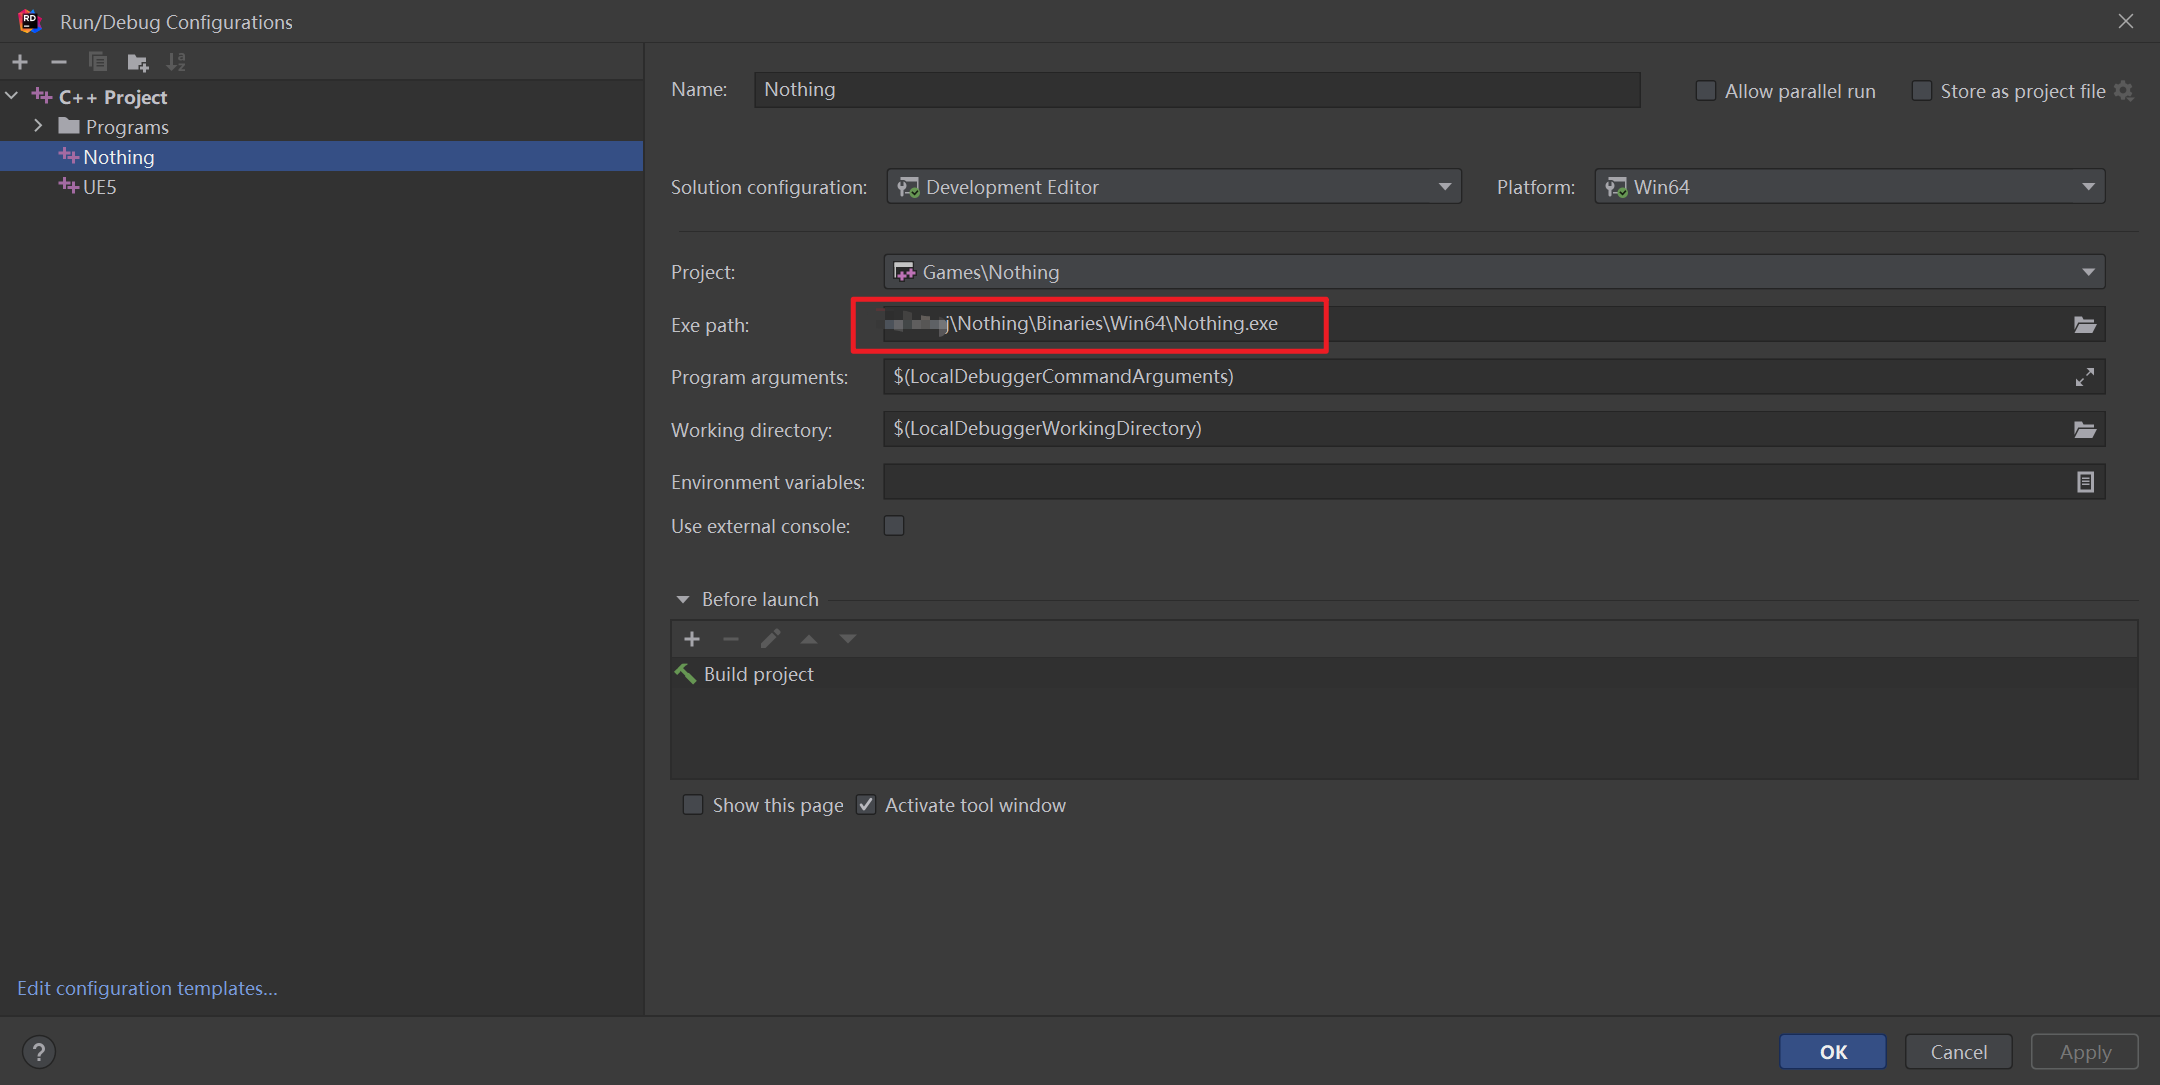 Run/Debug Configurations
C++ Project
Programs
Nothing
UE5
Edit configuration templates...
Name: Nothing
Allow parallel run
Store as project file
Solution configuration: Development Editor
Platform: Win64
Project: Games\Nothing
Exe path: \Nothing\Binaries\Win64\Nothing.exe
Program arguments: $(LocalDebuggerCommandArguments)
Working directory: $(LocalDebuggerWorkingDirectory)
Environment variables:
Use external console:
Before launch
Build project
Show this page
Activate tool window
?
OK
Cancel
Apply